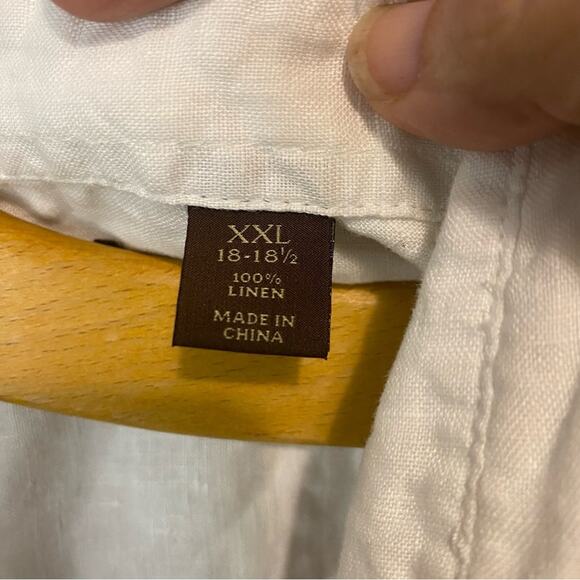 XXL
18-18½
100%
LINEN
MADE IN
CHINA